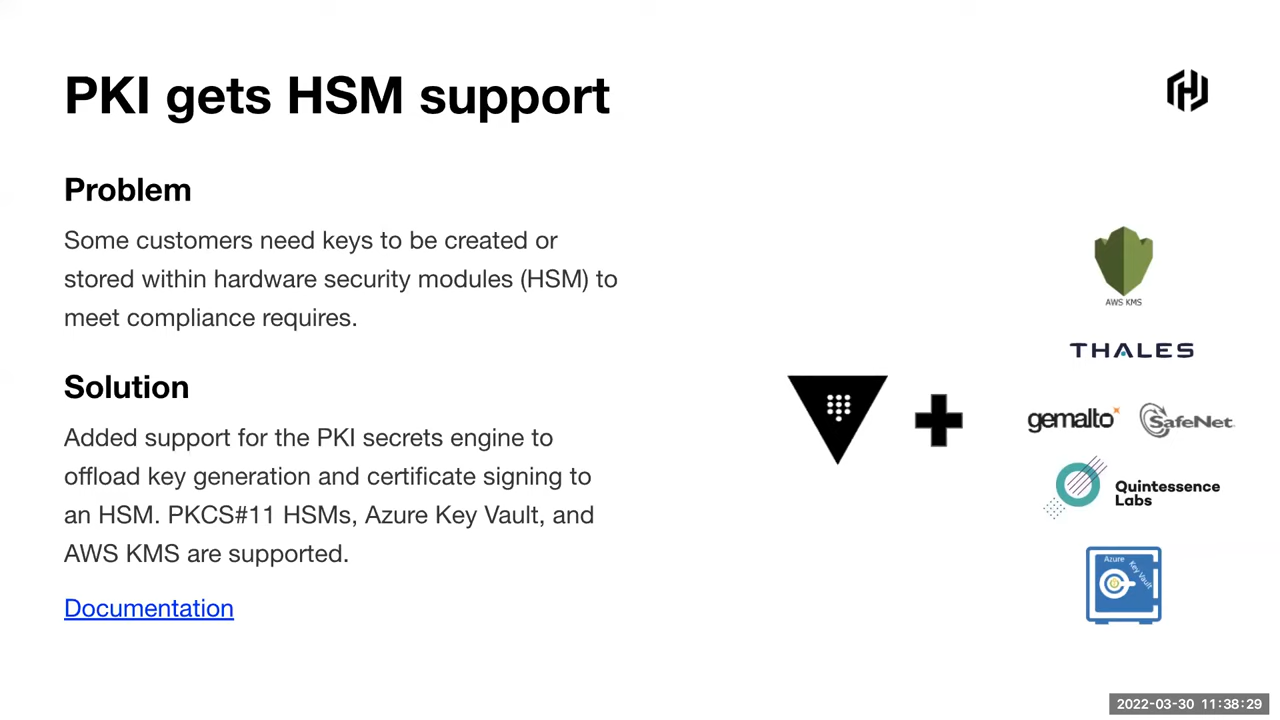 PKI gets HSM support
Problem
Some customers need keys to be created or
stored within hardware security modules (HSM) to
meet compliance requires.
Solution
Added support for the PKI secrets engine to
offload key generation and certificate signing to
an HSM. PKCS#11 HSMs, Azure Key Vault, and
AWS KMS are supported.
Documentation
AWS KMS
THALES
gemalto
SafeNet
Quintessence
Labs
Azure
Key Vault
2022-03-30 11:38:29